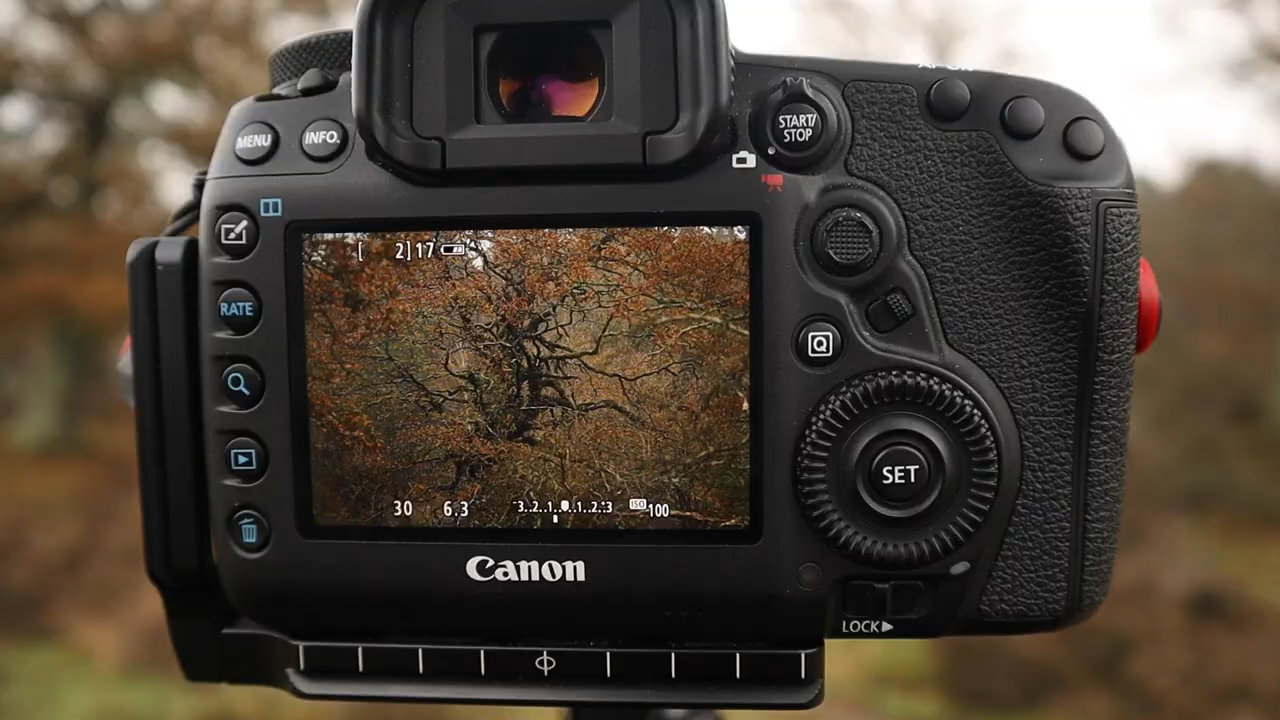 MENU
INFO.
START/
STOP
RATE
[ 2]17
Q
SET
30 6.3 -3..2..1..0..1..2..:3 ISO 100
Canon
LOCK▶